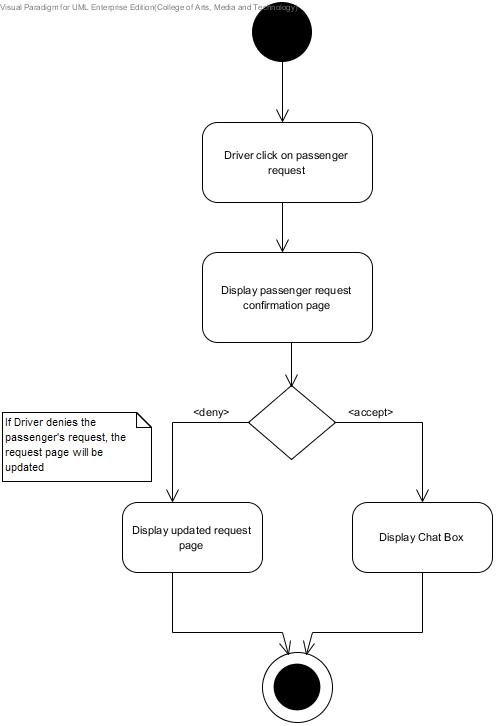 Visual Paradigm for UML Enterprise Edition(College of Arts, Media and Technology)
Driver click on passenger
request
Display passenger request
confirmation page
<deny>
<accept>
If Driver denies the
passenger's request, the
request page will be
updated
Display updated request
page
Display Chat Box